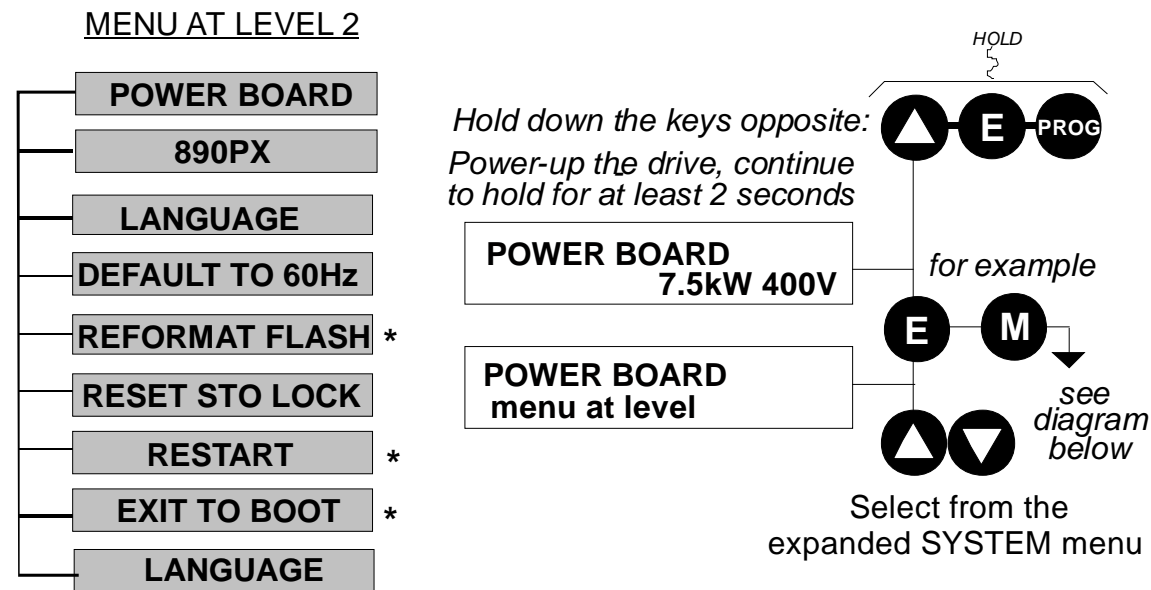 MENU AT LEVEL 2
POWER BOARD
890PX
LANGUAGE
DEFAULT TO 60Hz
REFORMAT FLASH *
RESET STO LOCK
RESTART *
EXIT TO BOOT *
LANGUAGE
HOLD
Hold down the keys opposite:
E
PROG
Power-up the drive, continue
to hold for at least 2 seconds
POWER BOARD
7.5kW 400V
for example
E
M
POWER BOARD
menu at level
see
diagram
below
Select from the
expanded SYSTEM menu